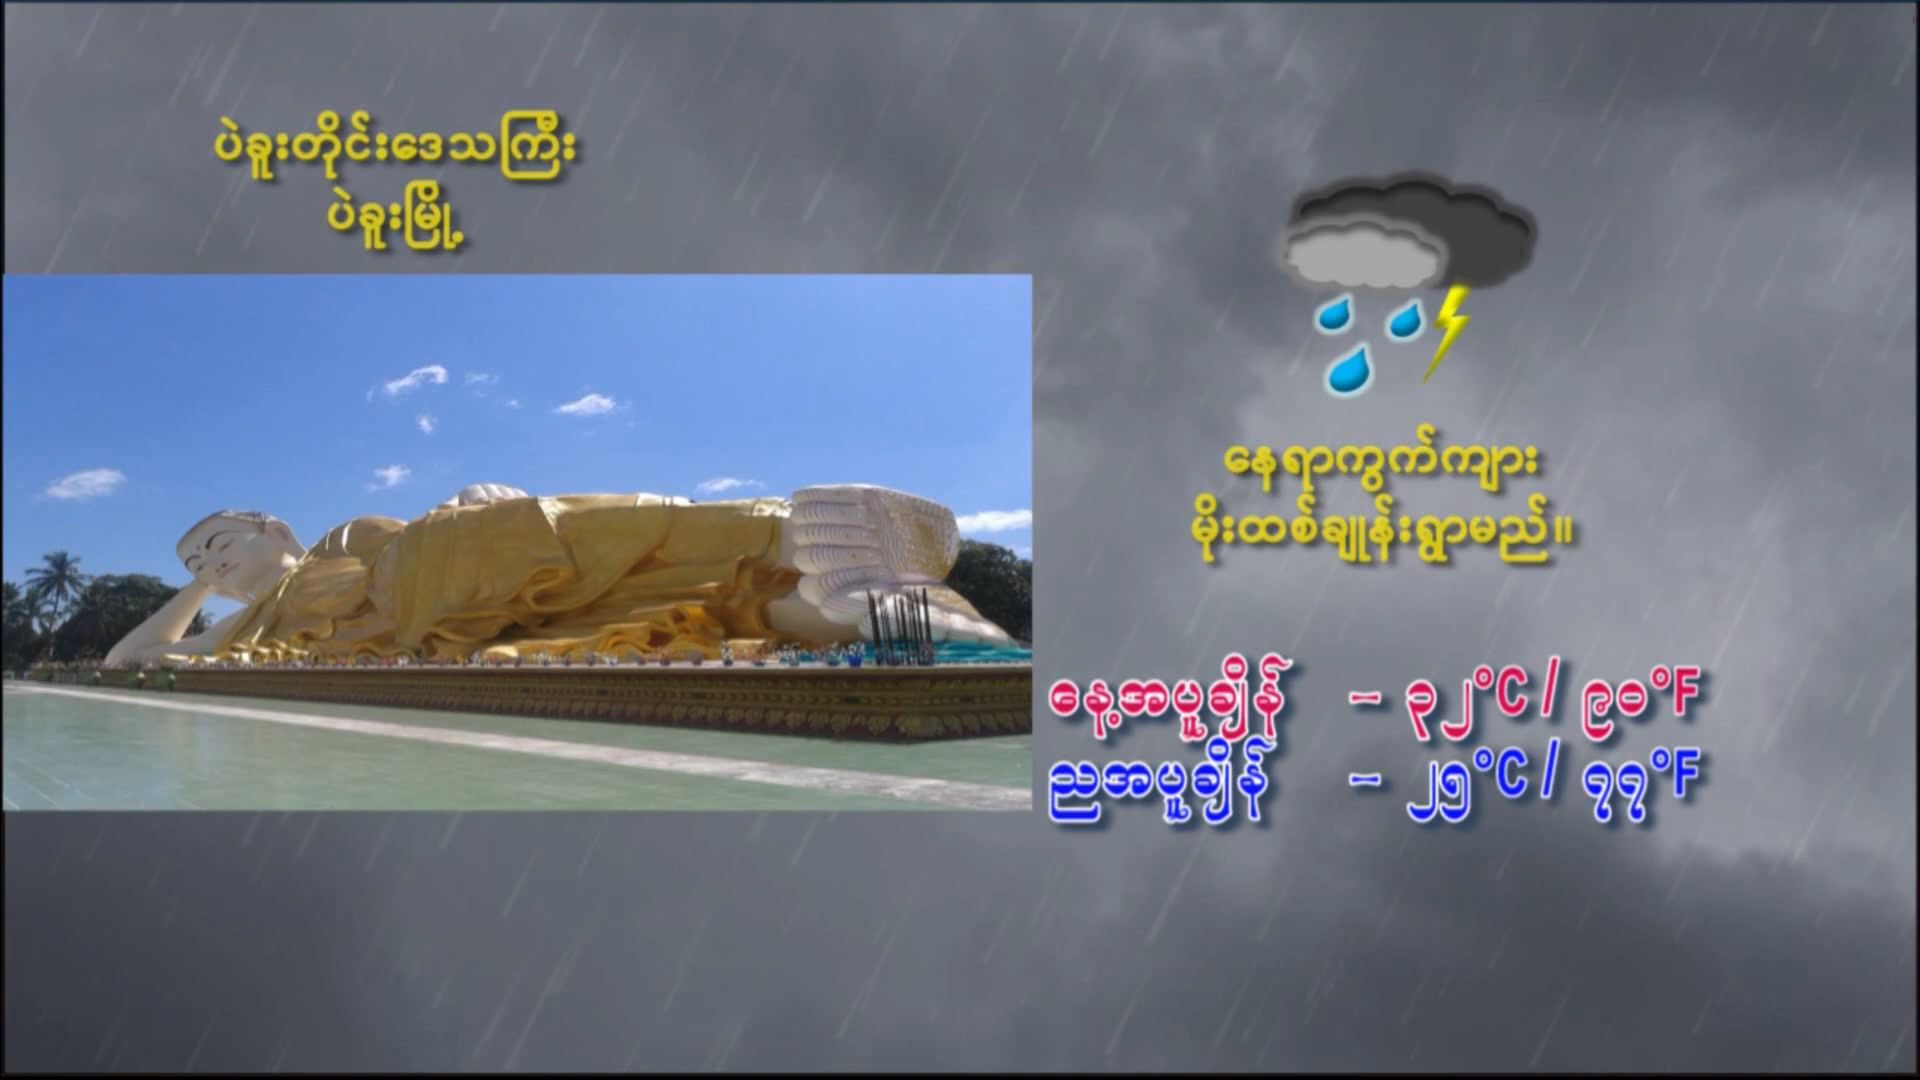 ပဲခူးတိုင်းဒေသကြီး
ပဲခူးမြို့
နေရာကွက်ကျား
မိုးထစ်ချုန်းရွာမည်။
နေ့အပူချိန် - ၃၂°C / ၉၀°F
ညအပူချိန် - ၂၅°C / ၇၇°F